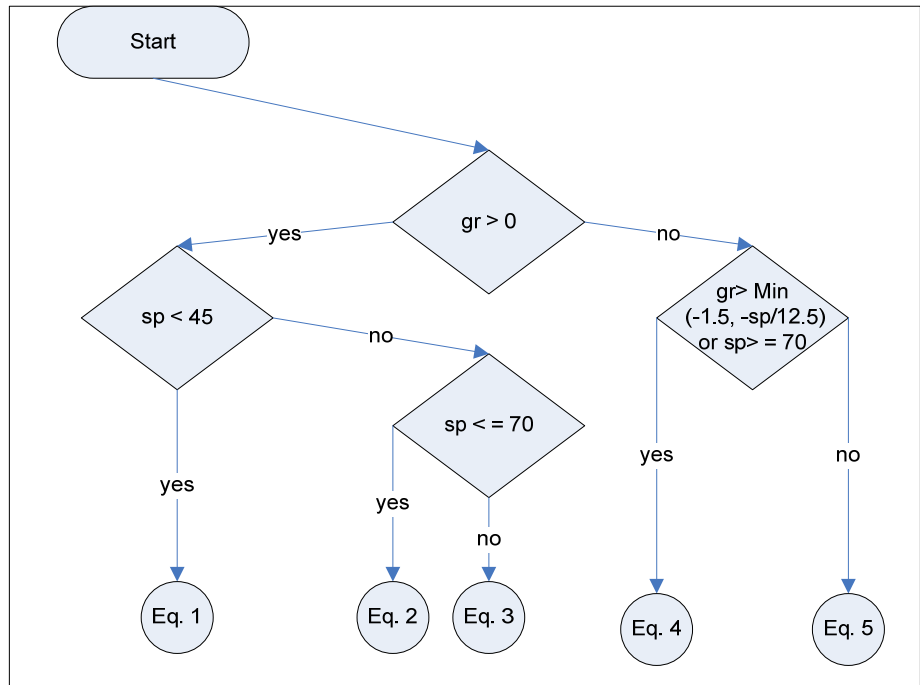 Start
gr > 0
yes
no
sp < 45
gr> Min
(-1.5, -sp/12.5)
or sp> = 70
no
sp < = 70
yes
yes
no
yes
no
Eq. 1
Eq. 2
Eq. 3
Eq. 4
Eq. 5